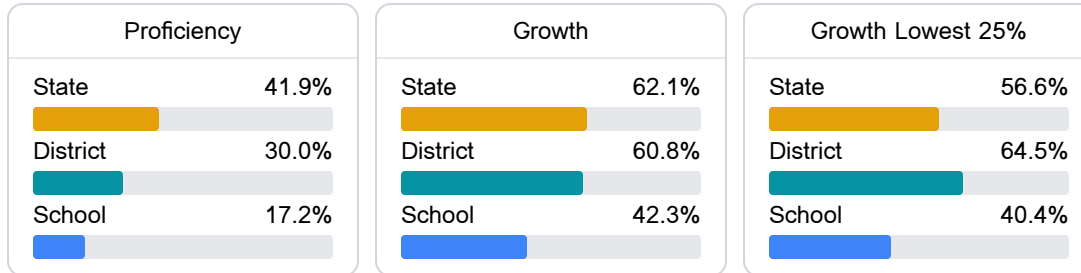 Proficiency
State 41.9%
District 30.0%
School 17.2%
Growth
State 62.1%
District 60.8%
School 42.3%
Growth Lowest 25%
State 56.6%
District 64.5%
School 40.4%